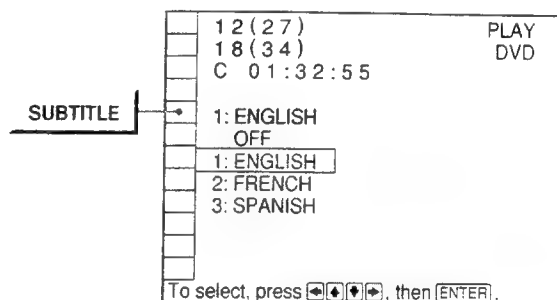 12(27) PLAY
18(34) DVD
C 01:32:55
SUBTITLE
1: ENGLISH
OFF
1: ENGLISH
2: FRENCH
3: SPANISH
To select, press ←↑↓→, then ENTER.